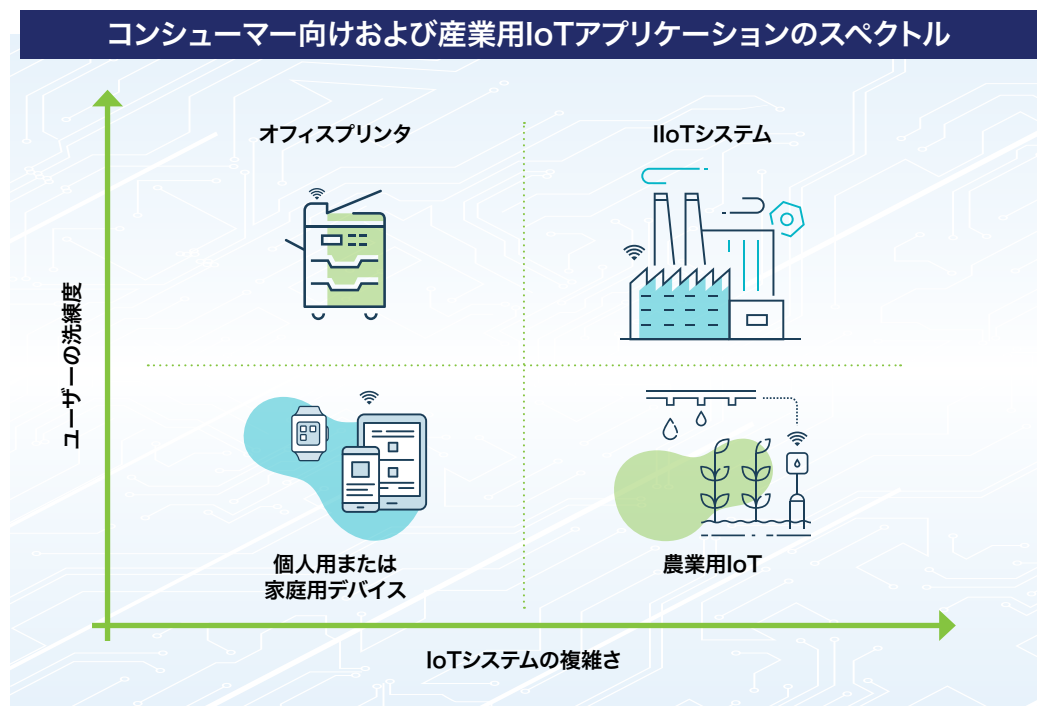 コンシューマー向けおよび産業用IoTアプリケーションのスペクトル
オフィスプリンタ
IIoTシステム
ユーザーの洗練度
個人用または
家庭用デバイス
農業用IoT
IoTシステムの複雑さ